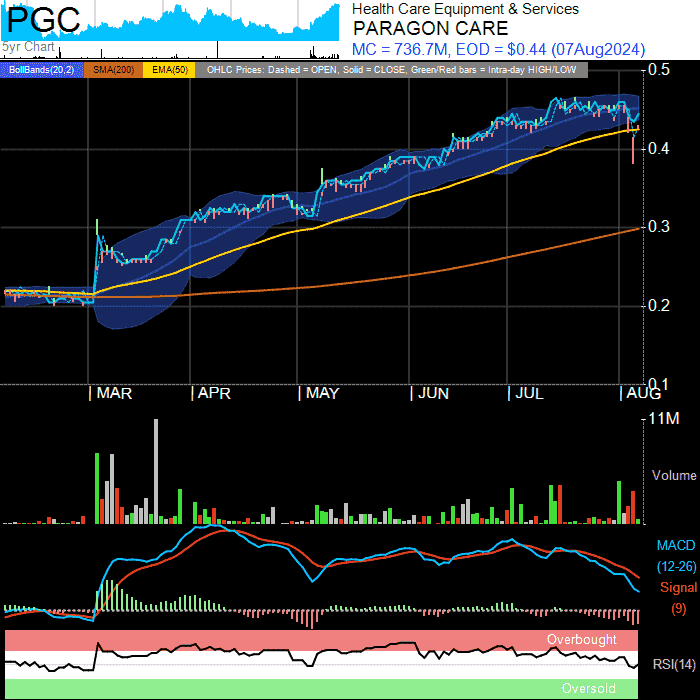 PGC
5yr Chart
Health Care Equipment & Services
PARAGON CARE
MC = 736.7M, EOD = $0.44 (07Aug2024)
BollBands(20,2) SMA(200) EMA(50) OHLC Prices: Dashed = OPEN, Solid = CLOSE, Green/Red bars = Intra-day HIGH/LOW
0.5
0.4
0.3
0.2
0.1
MAR APR MAY JUN JUL AUG
11M
Volume
MACD
(12-26)
Signal
(9)
Overbought
RSI(14)
Oversold